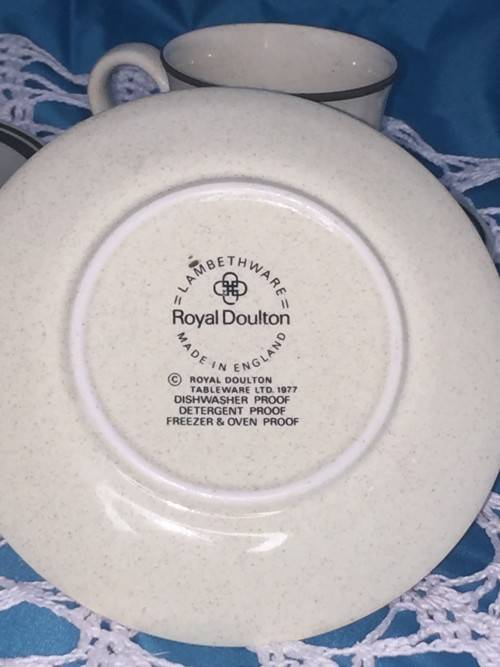 =LAMBETHWARE=
Royal Doulton
MADE IN ENGLAND
© ROYAL DOULTON
TABLEWARE LTD. 1977
DISHWASHER PROOF
DETERGENT PROOF
FREEZER & OVEN PROOF